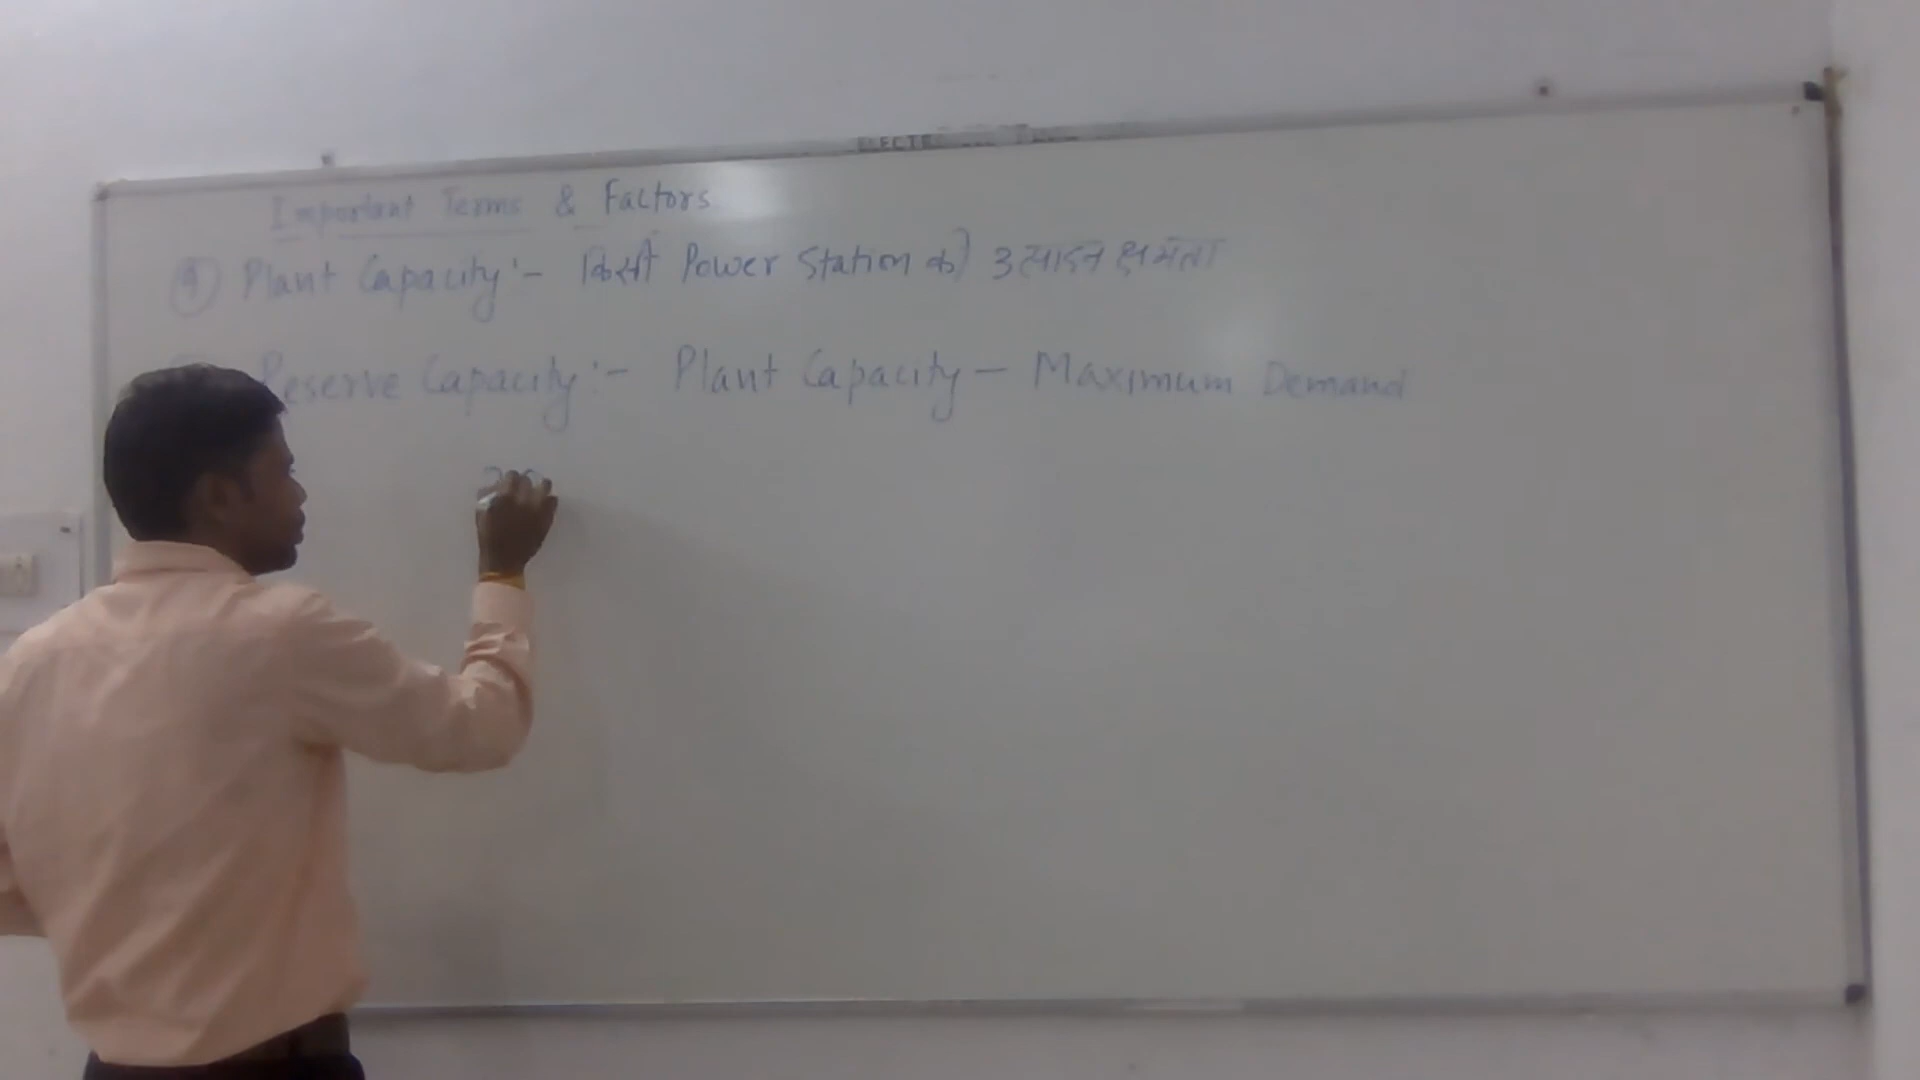 Important Terms & Factors
④ Plant Capacity :- किसी Power Station की उत्पादन क्षमता
Reserve Capacity :- Plant Capacity - Maximum Demand